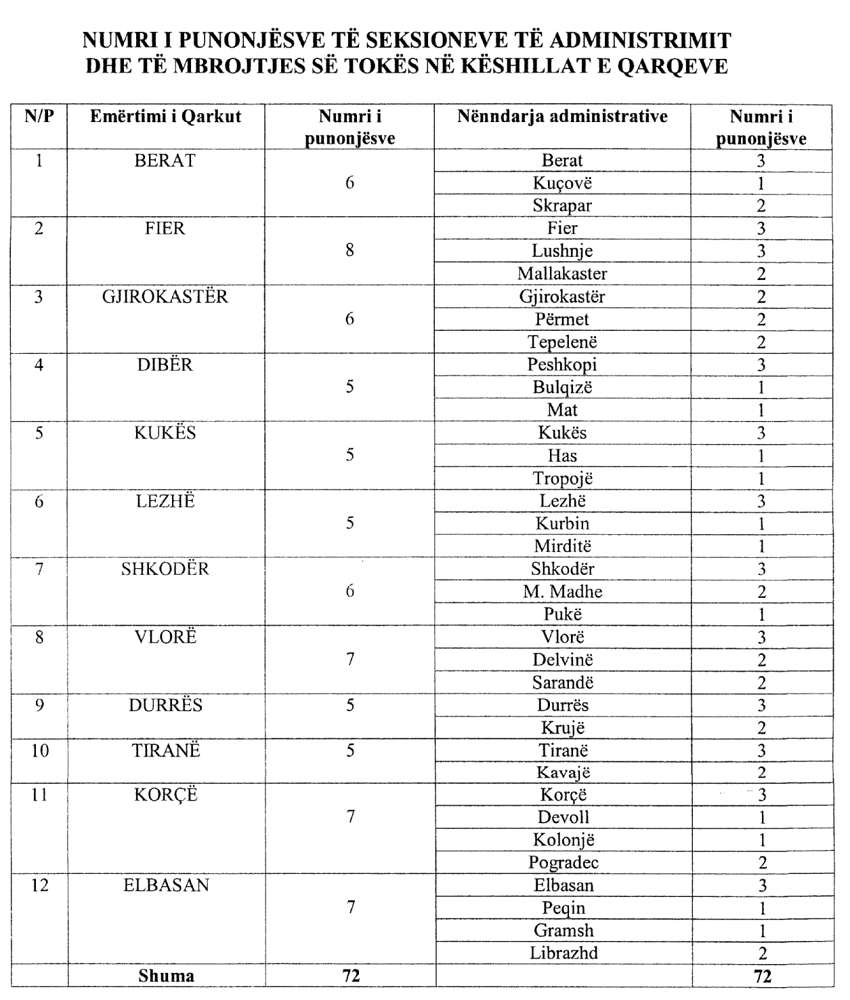 NUMRI I PUNONJËSVE TË SEKSIONEVE TË ADMINISTRIMIT
DHE TË MBROJTJES SË TOKËS NË KËSHILLAT E QARQEVE
N/P Emërtimi i Qarkut Numri i punonjësve Nënndarja administrative Numri i punonjësve
1 BERAT 6 Berat 3
Kuçovë 1
Skrapar 2
2 FIER 8 Fier 3
Lushnje 3
Mallakaster 2
3 GJIROKASTËR 6 Gjirokastër 2
Përmet 2
Tepelenë 2
4 DIBËR 5 Peshkopi 3
Bulqizë 1
Mat 1
5 KUKËS 5 Kukës 3
Has 1
Tropojë 1
6 LEZHË 5 Lezhë 3
Kurbin 1
Mirditë 1
7 SHKODËR 6 Shkodër 3
M. Madhe 2
Pukë 1
8 VLORË 7 Vlorë 3
Delvinë 2
Sarandë 2
9 DURRËS 5 Durrës 3
Krujë 2
10 TIRANË 5 Tiranë 3
Kavajë 2
11 KORÇË 7 Korçë 3
Devoll 1
Kolonjë 1
Pogradec 2
12 ELBASAN 7 Elbasan 3
Peqin 1
Gramsh 1
Librazhd 2
Shuma 72 72